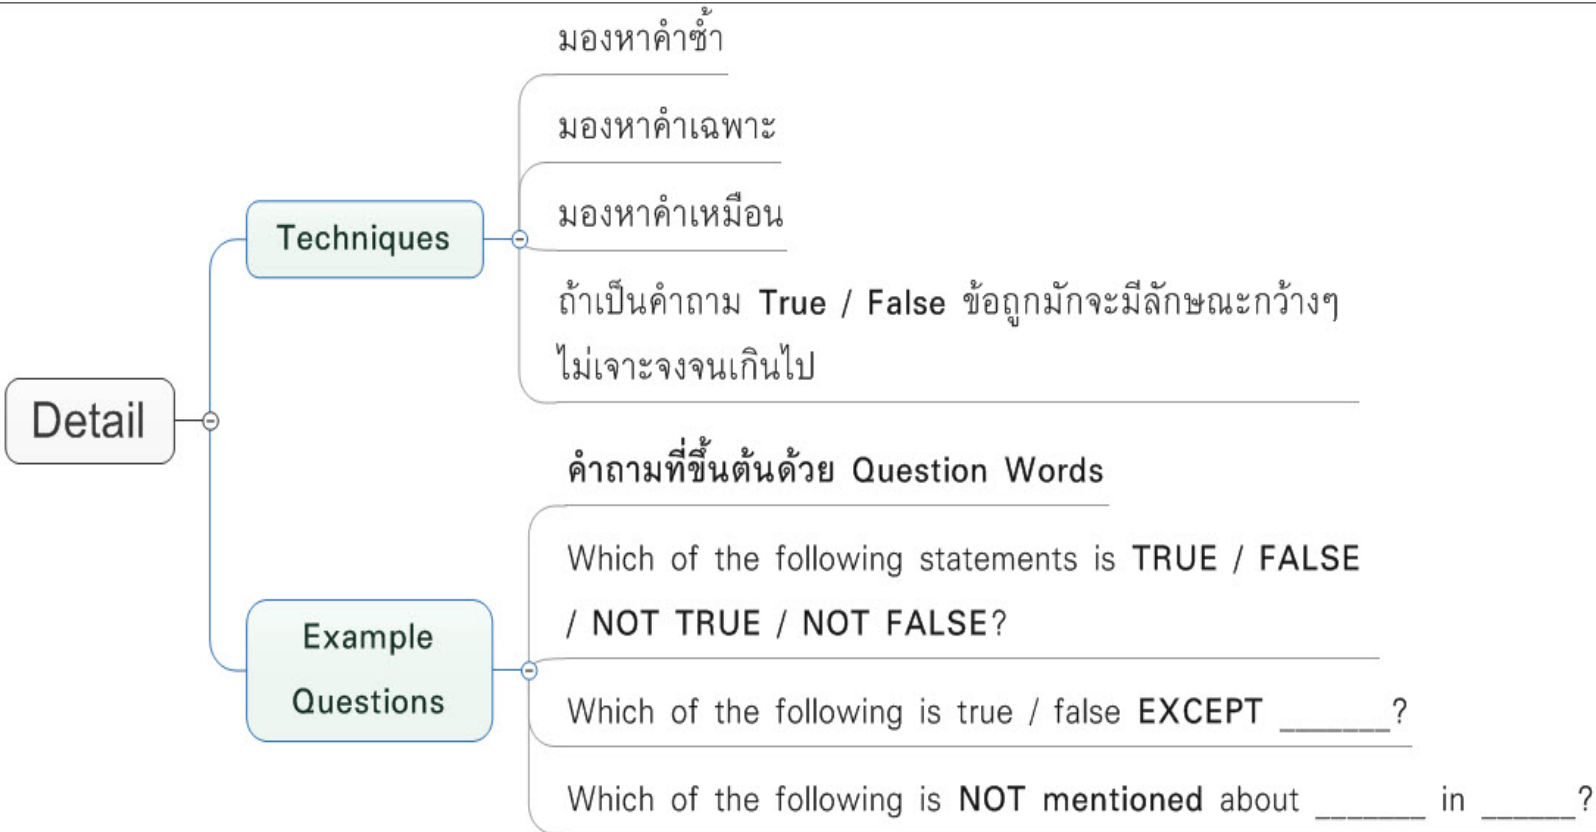 มองหาคำซ้ำ
มองหาคำเฉพาะ
มองหาคำเหมือน
Techniques
ถ้าเป็นคำถาม True / False ข้อถูกมักจะมีลักษณะกว้างๆ
ไม่เจาะจงจนเกินไป
Detail
คำถามที่ขึ้นต้นด้วย Question Words
Which of the following statements is TRUE / FALSE
/ NOT TRUE / NOT FALSE?
Example
Questions
Which of the following is true / false EXCEPT _______?
Which of the following is NOT mentioned about _______ in ______?